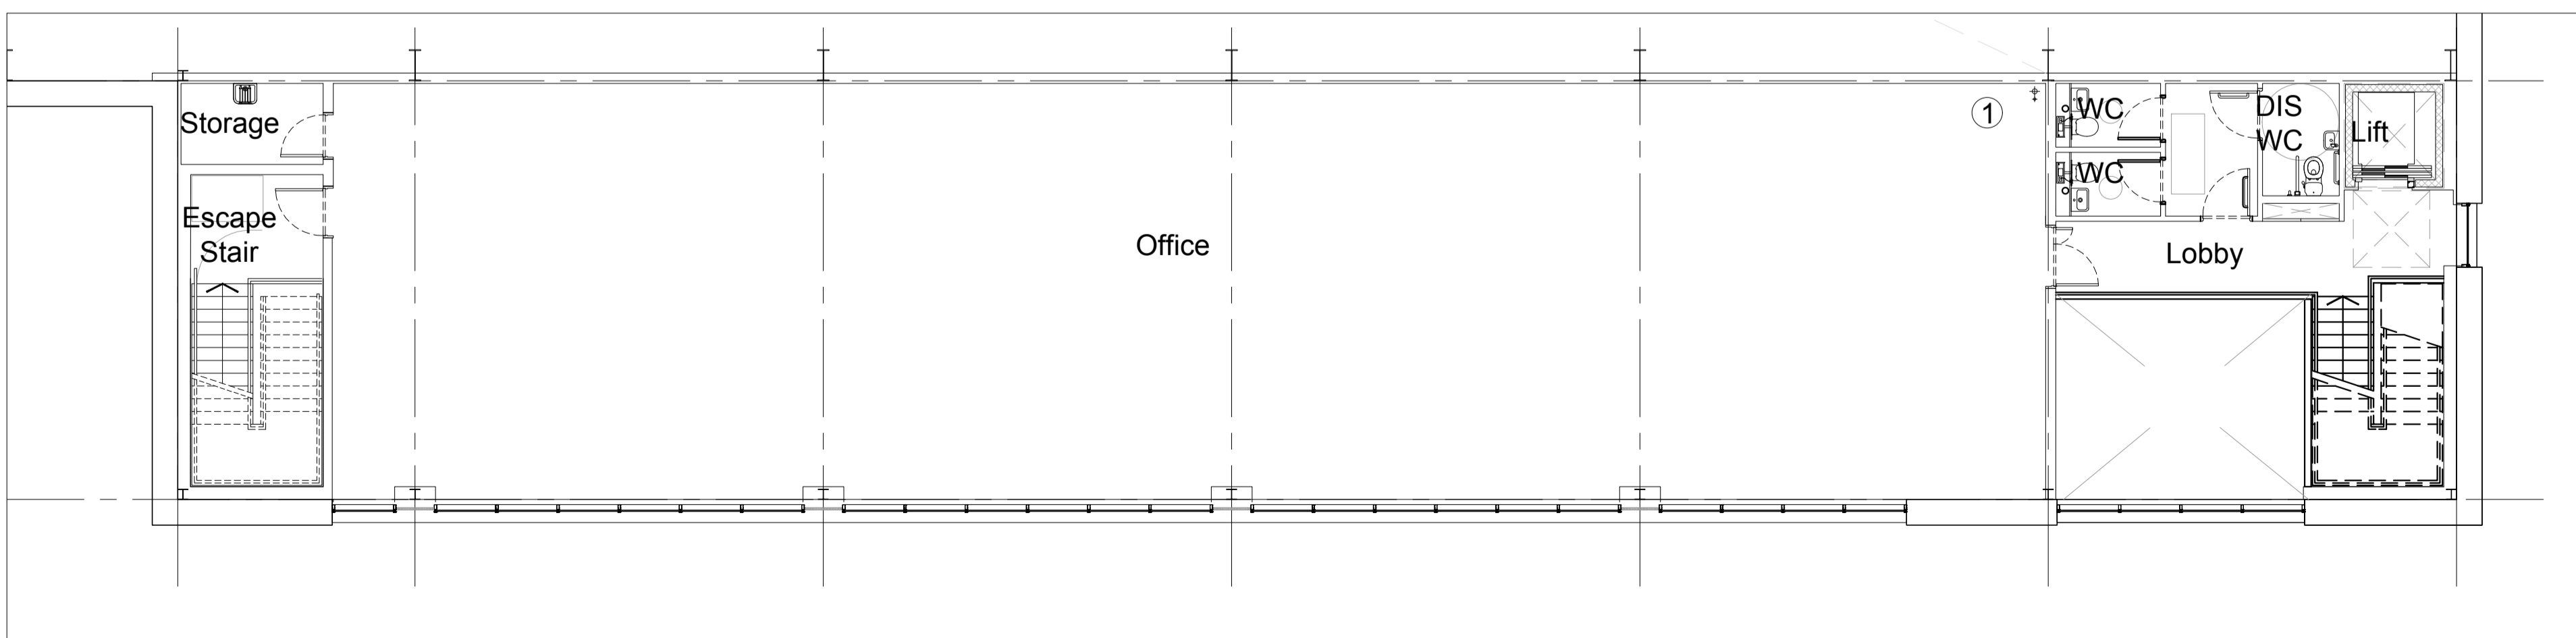 Storage
Escape
Stair
Office
1
WC
WC
DIS
WC
Lift
Lobby